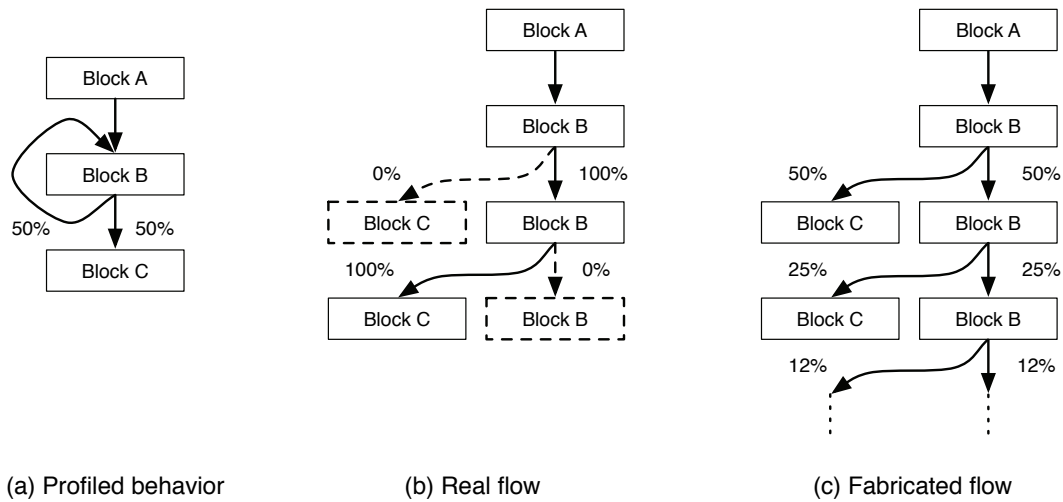 Block A
Block B
50% 50%
Block C
(a) Profiled behavior
Block A
Block B
0% 100%
Block C Block B
100% 0%
Block C Block B
(b) Real flow
Block A
Block B
50% 50%
Block C Block B
25% 25%
Block C Block B
12% 12%
(c) Fabricated flow